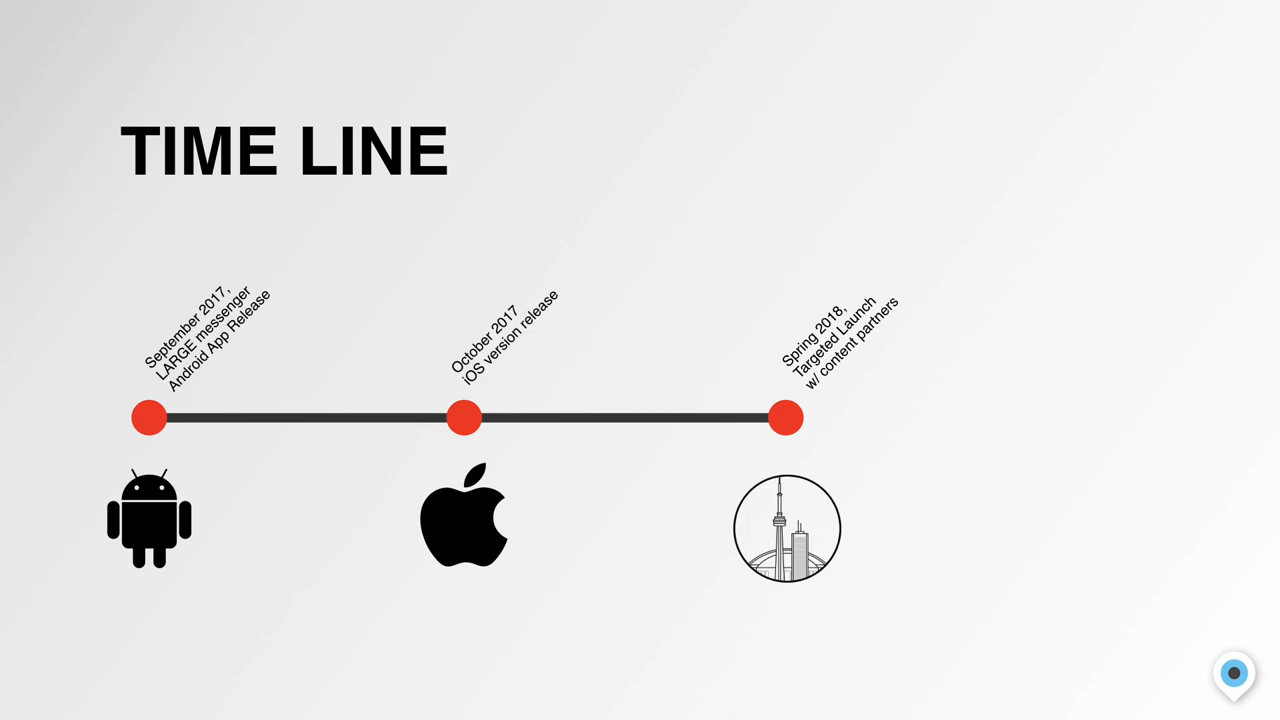 TIME LINE
September 2017,
LARGE messenger
Android App Release
October 2017
iOS version release
Spring 2018,
Targeted Launch
w/ content partners